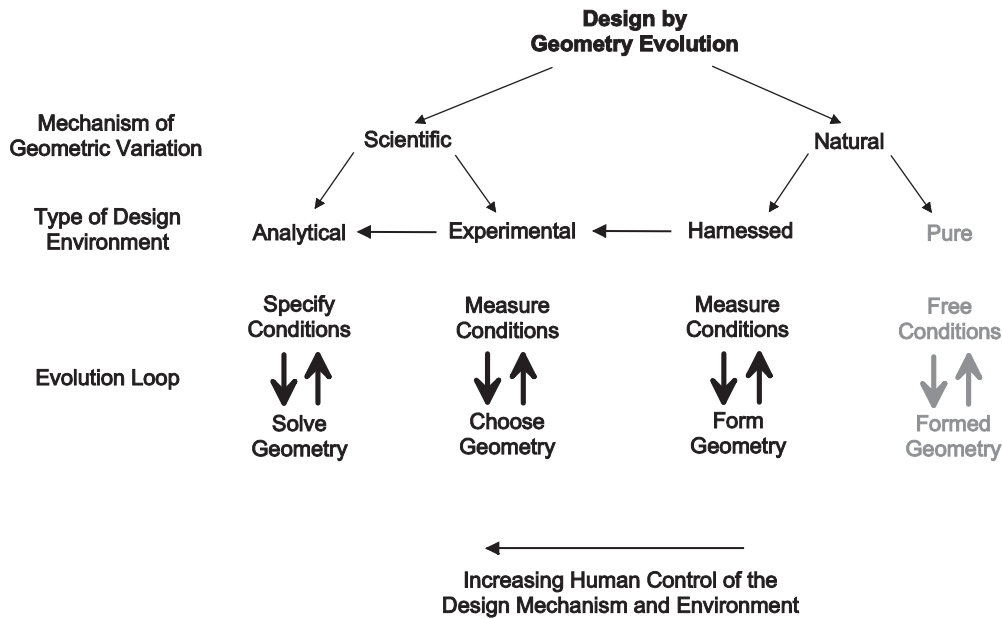 Design by
Geometry Evolution
Mechanism of
Geometric Variation
Scientific
Natural
Type of Design
Environment
Analytical
Experimental
Harnessed
Pure
Specify
Conditions
Measure
Conditions
Measure
Conditions
Free
Conditions
Evolution Loop
Solve
Geometry
Choose
Geometry
Form
Geometry
Formed
Geometry
Increasing Human Control of the
Design Mechanism and Environment